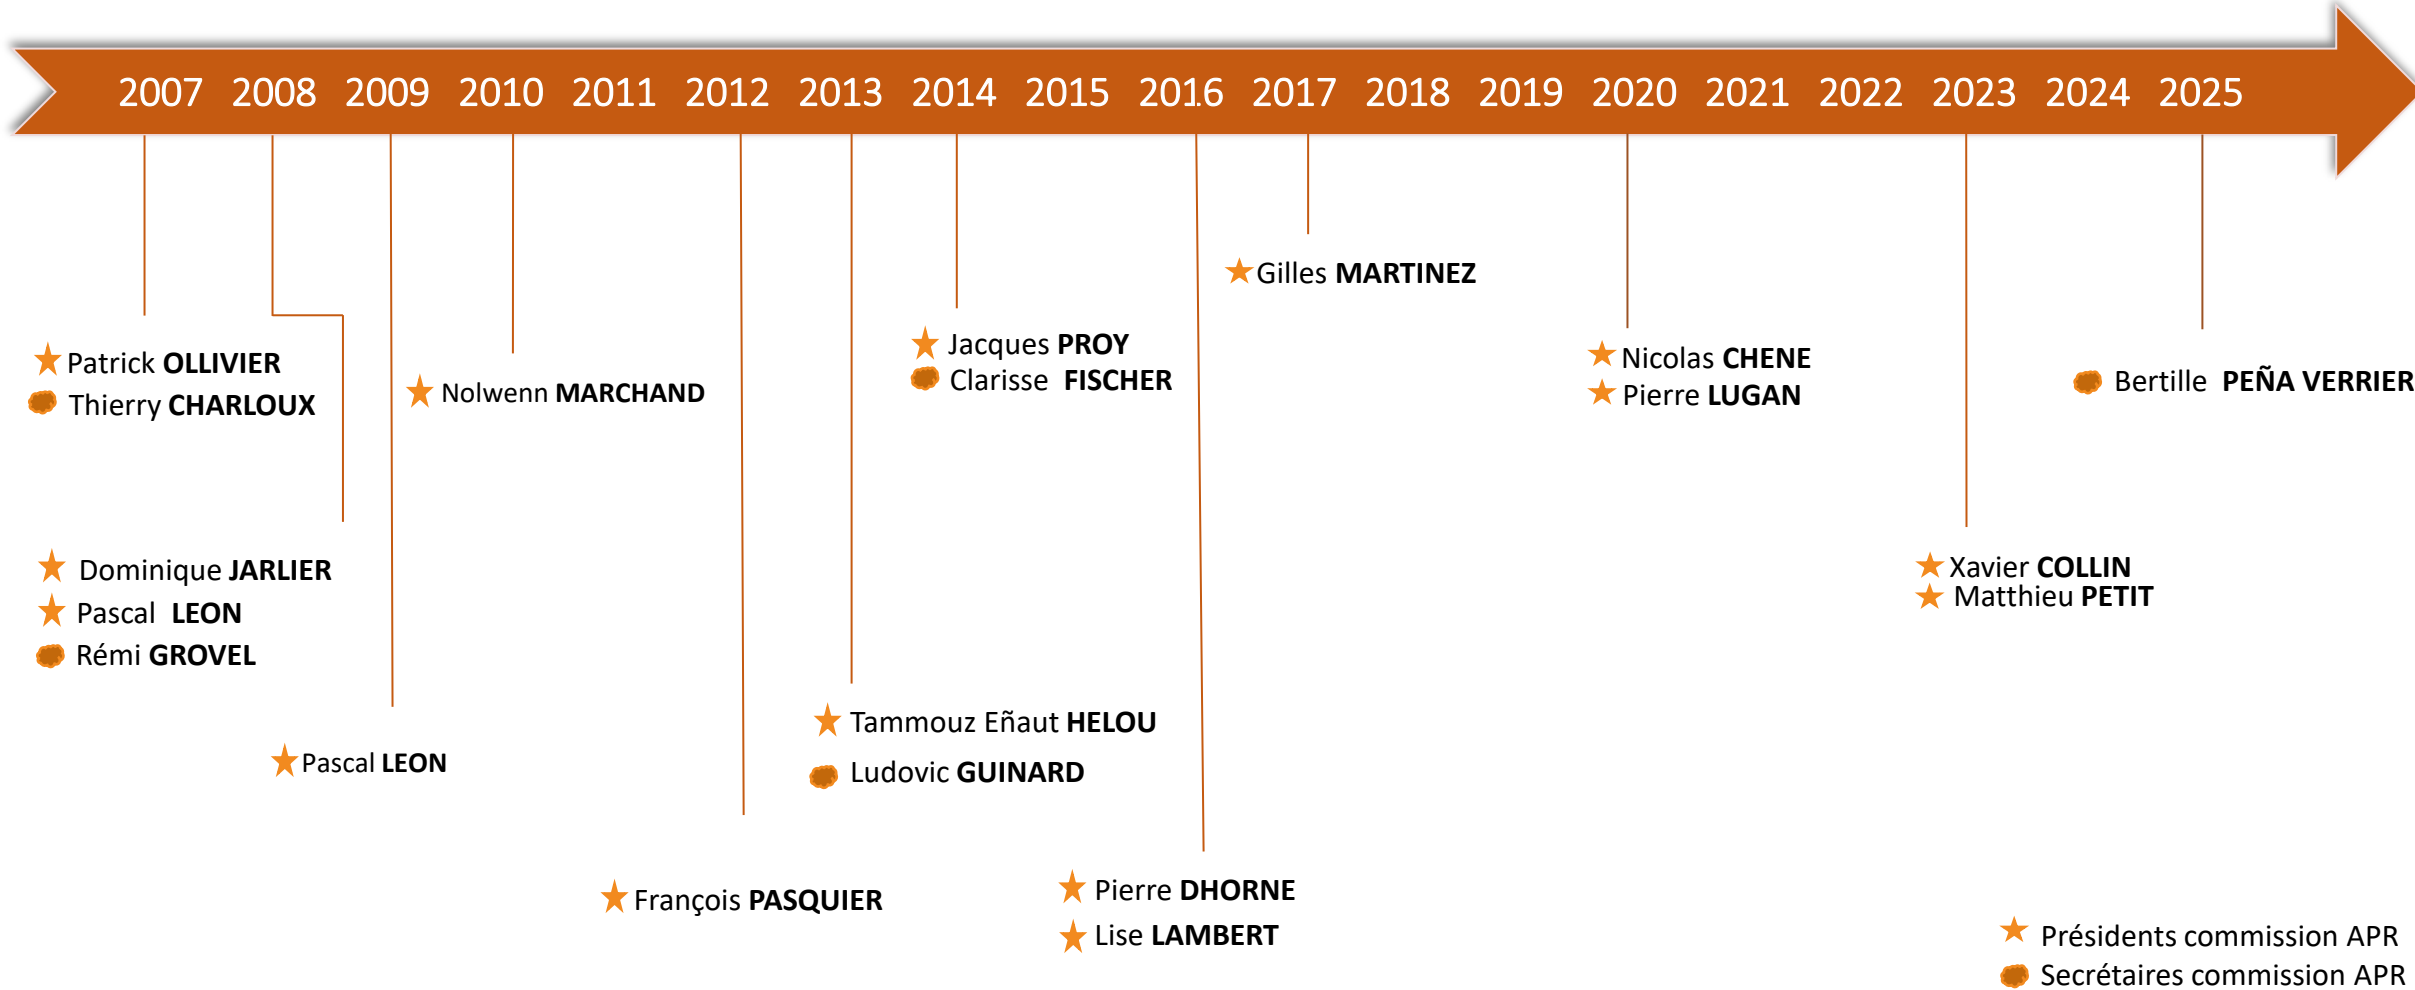 2007 2008 2009 2010 2011 2012 2013 2014 2015 2016 2017 2018 2019 2020 2021 2022 2023 2024 2025
Patrick OLLIVIER
Thierry CHARLOUX
Dominique JARLIER
Pascal LEON
Rémi GROVEL
Pascal LEON
Nolwenn MARCHAND
François PASQUIER
Tammouz Eñaut HELOU
Ludovic GUINARD
Jacques PROY
Clarisse FISCHER
Pierre DHORNE
Lise LAMBERT
Gilles MARTINEZ
Nicolas CHENE
Pierre LUGAN
Xavier COLLIN
Matthieu PETIT
Bertille PEÑA VERRIER
Présidents commission APR
Secrétaires commission APR